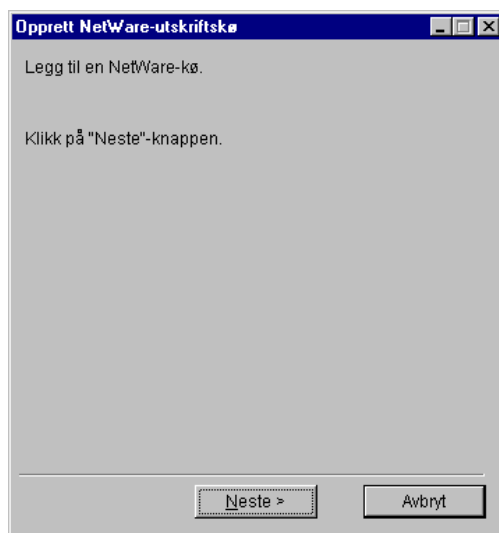 Opprett NetWare-utskriftskø
Legg til en NetWare-kø.
Klikk på "Neste"-knappen.
Neste >
Avbryt